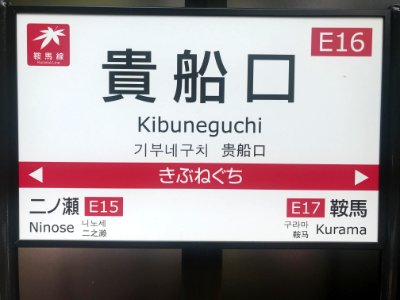 鞍馬線
E16
貴船口
Kibuneguchi
기부네구치 贵船口
きぶねぐち
二ノ瀬 E15
Ninose 니노세 二之濑
E17 鞍馬
구라마 鞍马 Kurama